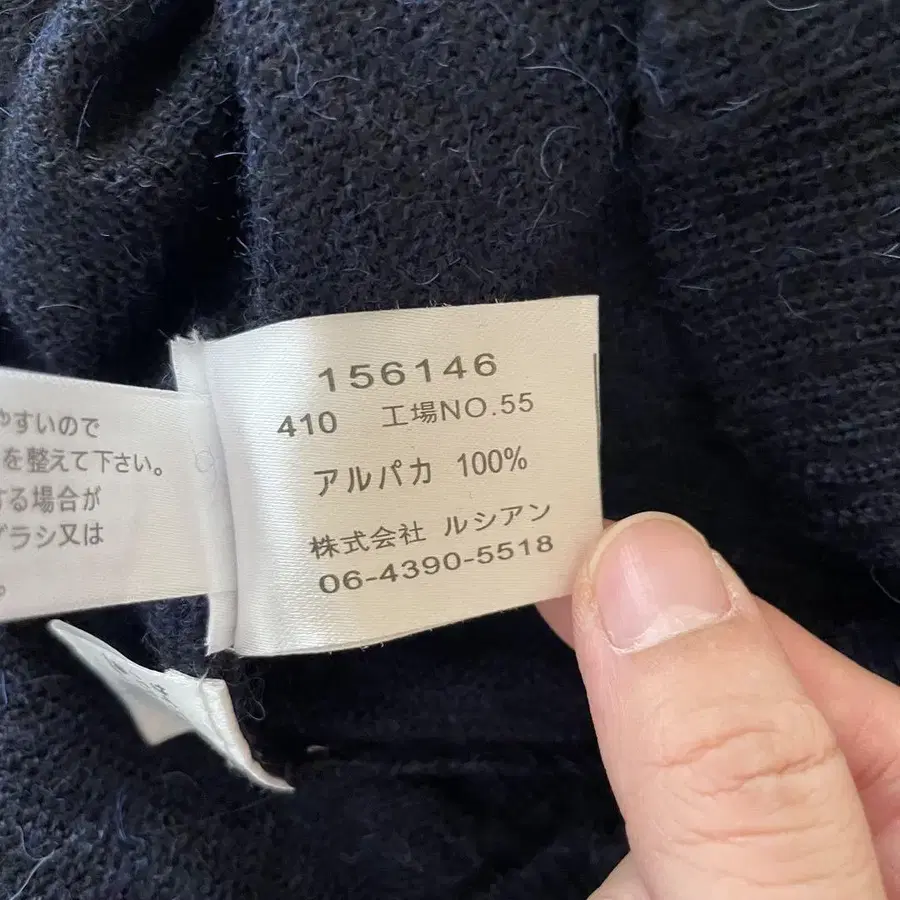 156146
410 工場NO.55
アルパカ 100%
株式会社 ルシアン
06-4390-5518
やすいので
を整えて下さい。
する場合が
ブラシ又は
。